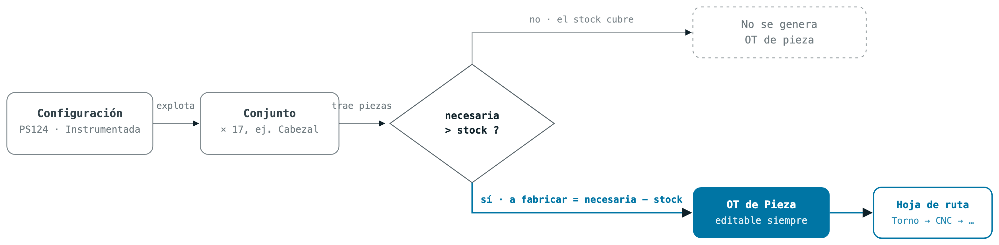 no · el stock cubre
No se genera
OT de pieza
Configuración
PS124 · Instrumentada
explota
Conjunto
× 17, ej. Cabezal
trae piezas
necesaria
> stock ?
sí · a fabricar = necesaria − stock
OT de Pieza
editable siempre
Hoja de ruta
Torno → CNC → …